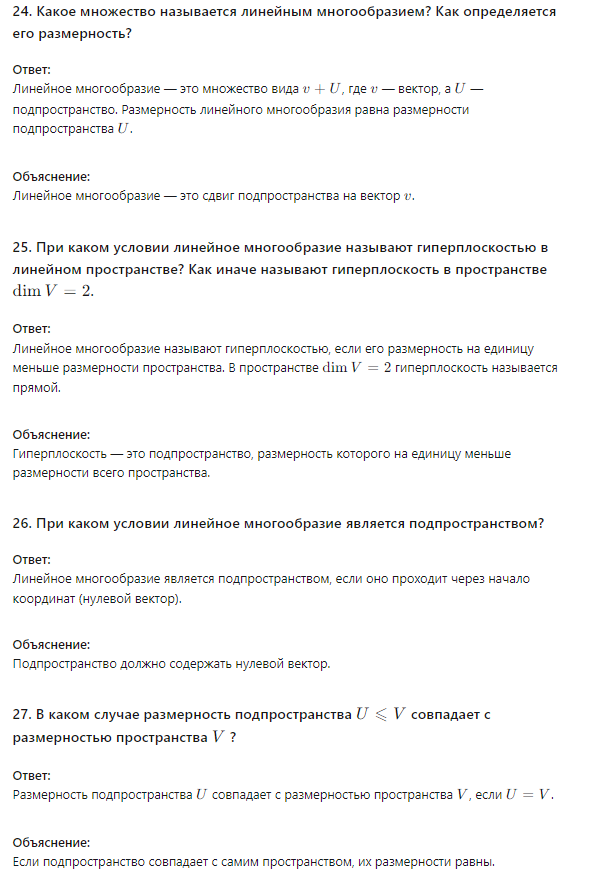 24. Какое множество называется линейным многообразием? Как определяется
его размерность?
Ответ:
Линейное многообразие — это множество вида v + U, где v — вектор, а U —
подпространство. Размерность линейного многообразия равна размерности
подпространства U.
Объяснение:
Линейное многообразие — это сдвиг подпространства на вектор v.
25. При каком условии линейное многообразие называют гиперплоскостью в
линейном пространстве? Как иначе называют гиперплоскость в пространстве
dim V = 2.
Ответ:
Линейное многообразие называют гиперплоскостью, если его размерность на единицу
меньше размерности пространства. В пространстве dim V = 2 гиперплоскость называется
прямой.
Объяснение:
Гиперплоскость — это подпространство, размерность которого на единицу меньше
размерности всего пространства.
26. При каком условии линейное многообразие является подпространством?
Ответ:
Линейное многообразие является подпространством, если оно проходит через начало
координат (нулевой вектор).
Объяснение:
Подпространство должно содержать нулевой вектор.
27. В каком случае размерность подпространства U ⩽ V совпадает с
размерностью пространства V ?
Ответ:
Размерность подпространства U совпадает с размерностью пространства V, если U = V.
Объяснение:
Если подпространство совпадает с самим пространством, их размерности равны.